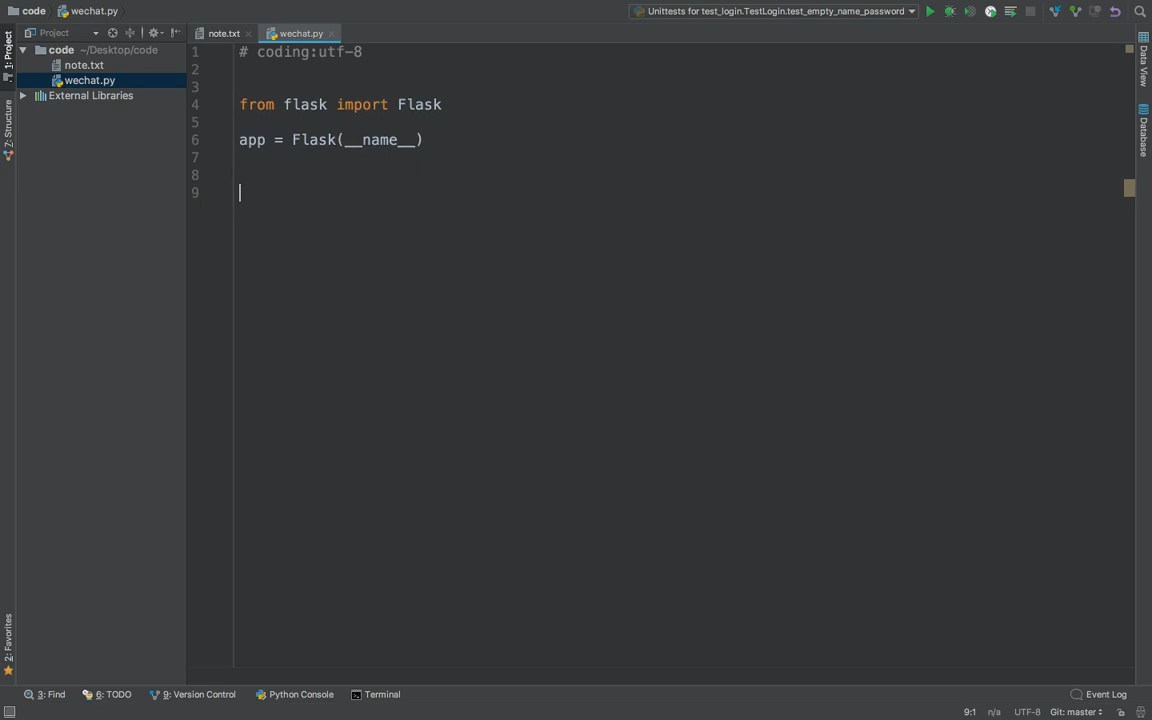 code wechat.py
Unittests for test_login.TestLogin.test_empty_name_password
Project
note.txt
wechat.py
code ~/Desktop/code
note.txt
wechat.py
External Libraries
1: Project
7: Structure
2: Favorites
Data View
Database
1 # coding:utf-8
2
3
4 from flask import Flask
5
6 app = Flask(__name__)
7
8
9
3: Find
6: TODO
9: Version Control
Python Console
Terminal
Event Log
9:1 n/a UTF-8 Git: master